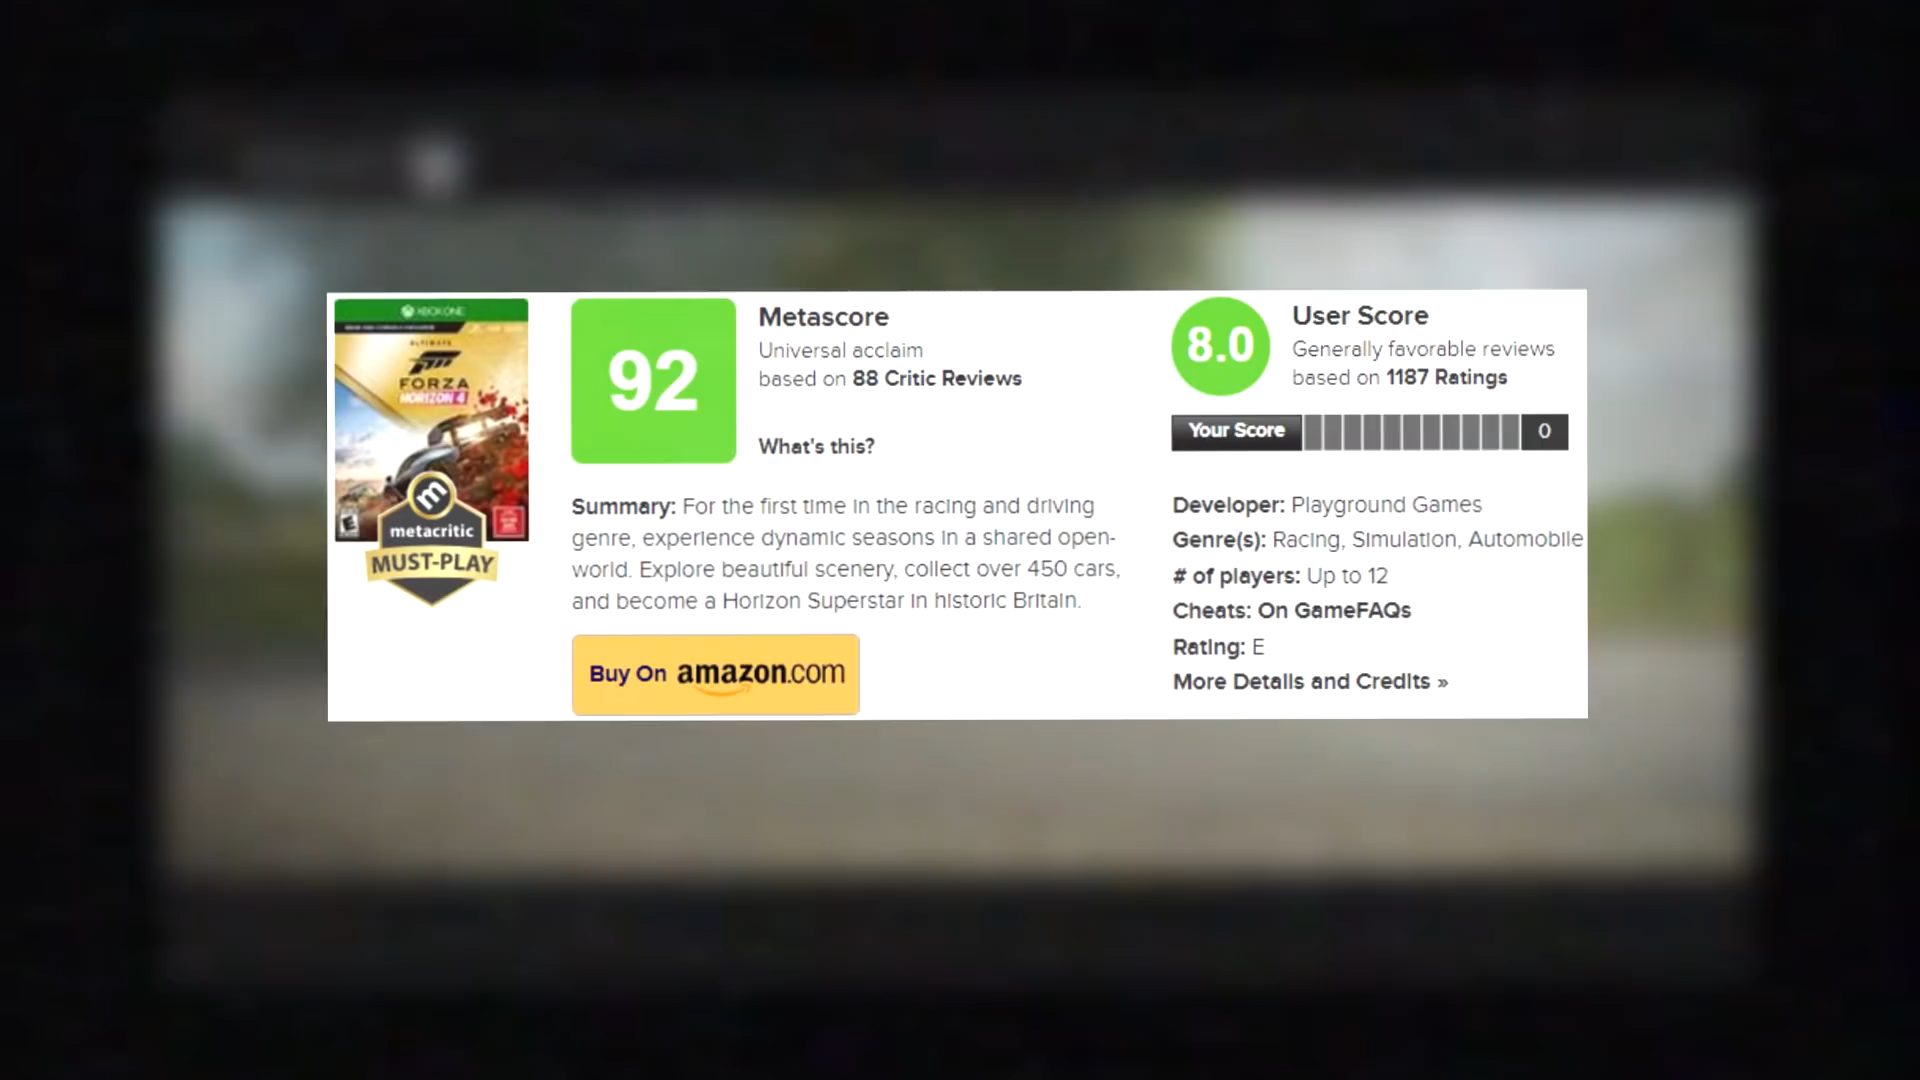 XBOX ONE
ULTIMATE
FORZA
HORIZON 4
E
m
metacritic
MUST-PLAY
92
Metascore
Universal acclaim
based on 88 Critic Reviews
What's this?
Summary: For the first time in the racing and driving
genre, experience dynamic seasons in a shared open-
world. Explore beautiful scenery, collect over 450 cars,
and become a Horizon Superstar in historic Britain.
Buy On amazon.com
8.0
User Score
Generally favorable reviews
based on 1187 Ratings
Your Score
0
Developer: Playground Games
Genre(s): Racing, Simulation, Automobile
# of players: Up to 12
Cheats: On GameFAQs
Rating: E
More Details and Credits »